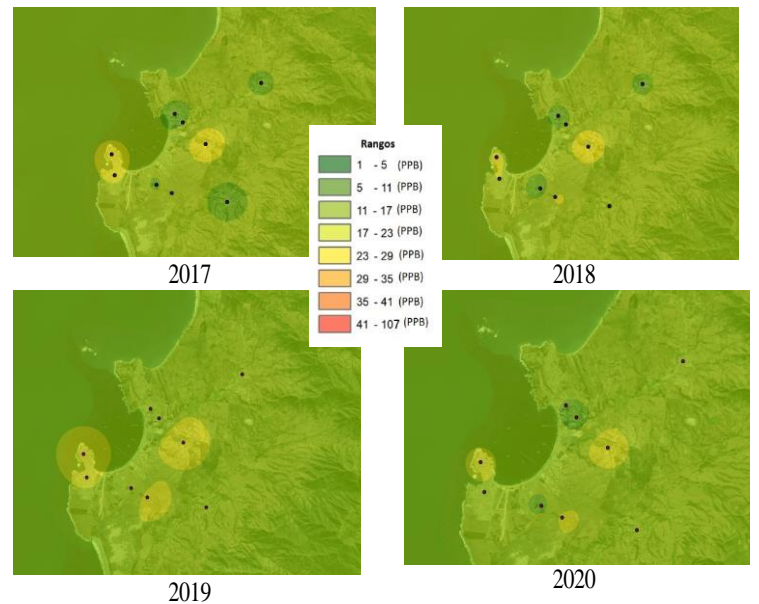 2017
2018
Rangos
1 - 5 (PPB)
5 - 11 (PPB)
11 - 17 (PPB)
17 - 23 (PPB)
23 - 29 (PPB)
29 - 35 (PPB)
35 - 41 (PPB)
41 - 107 (PPB)
2019
2020